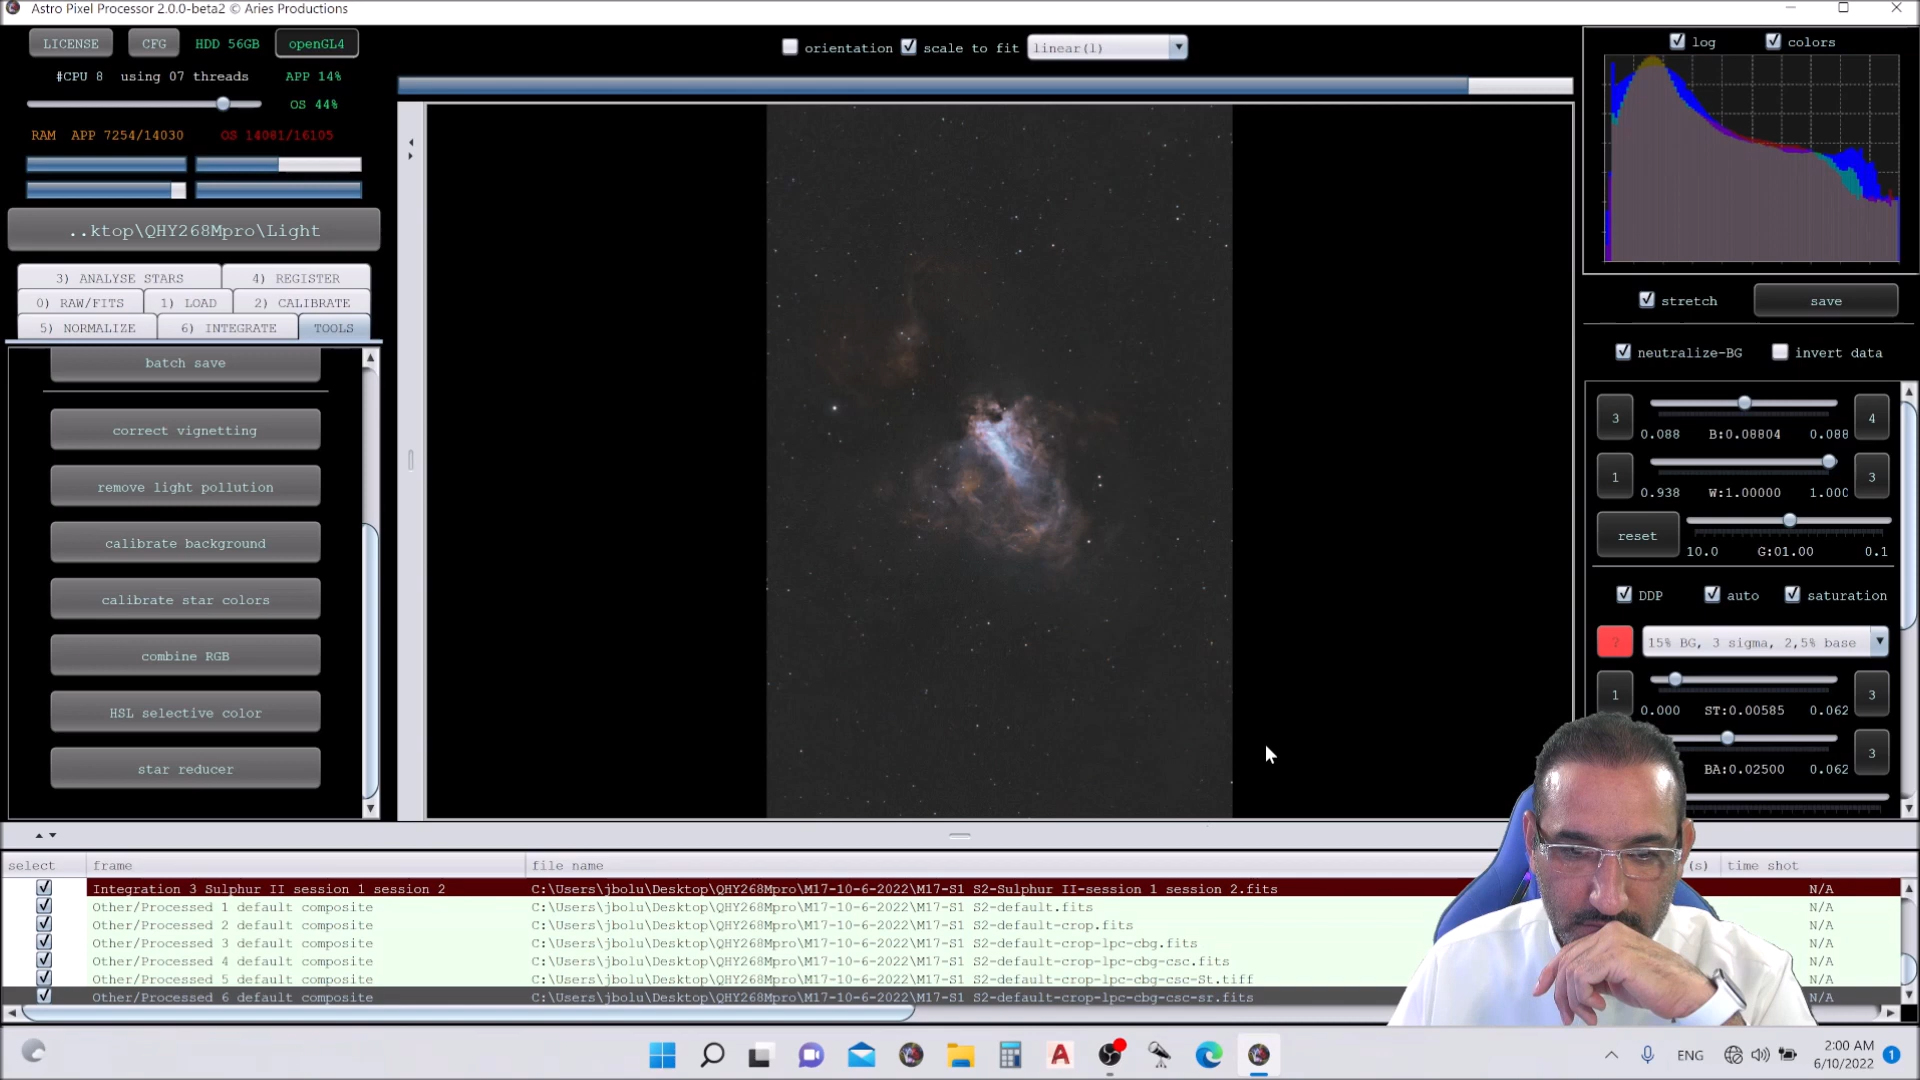 Astro Pixel Processor 2.0.0-beta2 © Aries Productions
LICENSE CFG HDD 56GB openGL4
#CPU 8 using 07 threads APP 14%
OS 44%
RAM APP 7254/14030 OS 14081/16105
..ktop\QHY268Mpro\Light
3) ANALYSE STARS 4) REGISTER
0) RAW/FITS 1) LOAD 2) CALIBRATE
5) NORMALIZE 6) INTEGRATE TOOLS
batch save
correct vignetting
remove light pollution
calibrate background
calibrate star colors
combine RGB
HSL selective color
star reducer
orientation scale to fit linear(1)
log colors
stretch save
neutralize-BG invert data
3 4
0.088 B:0.08804 0.088
1 3
0.938 W:1.00000 1.000
reset
10.0 G:01.00 0.1
DDP auto saturation
? 15% BG, 3 sigma, 2,5% base
1 3
0.000 ST:0.00585 0.062
3
BA:0.02500 0.062
select frame file name (s) time shot
Integration 3 Sulphur II session 1 session 2 C:\Users\jbolu\Desktop\QHY268Mpro\M17-10-6-2022\M17-S1 S2-Sulphur II-session 1 session 2.fits N/A
Other/Processed 1 default composite C:\Users\jbolu\Desktop\QHY268Mpro\M17-10-6-2022\M17-S1 S2-default.fits N/A
Other/Processed 2 default composite C:\Users\jbolu\Desktop\QHY268Mpro\M17-10-6-2022\M17-S1 S2-default-crop.fits N/A
Other/Processed 3 default composite C:\Users\jbolu\Desktop\QHY268Mpro\M17-10-6-2022\M17-S1 S2-default-crop-lpc-cbg.fits N/A
Other/Processed 4 default composite C:\Users\jbolu\Desktop\QHY268Mpro\M17-10-6-2022\M17-S1 S2-default-crop-lpc-cbg-csc.fits N/A
Other/Processed 5 default composite C:\Users\jbolu\Desktop\QHY268Mpro\M17-10-6-2022\M17-S1 S2-default-crop-lpc-cbg-csc-St.tiff N/A
Other/Processed 6 default composite C:\Users\jbolu\Desktop\QHY268Mpro\M17-10-6-2022\M17-S1 S2-default-crop-lpc-cbg-csc-sr.fits N/A
A
ENG
2:00 AM
6/10/2022
1